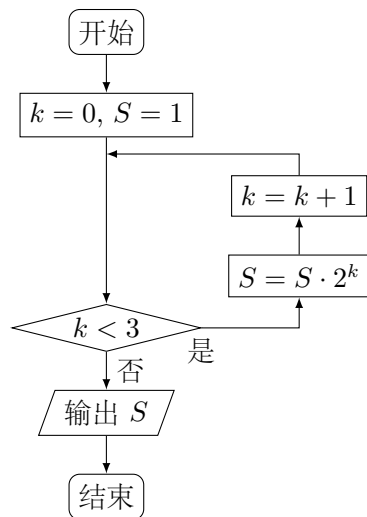 开始
k = 0, S = 1
k = k + 1
S = S · 2^k
k < 3
是
否
输出 S
结束